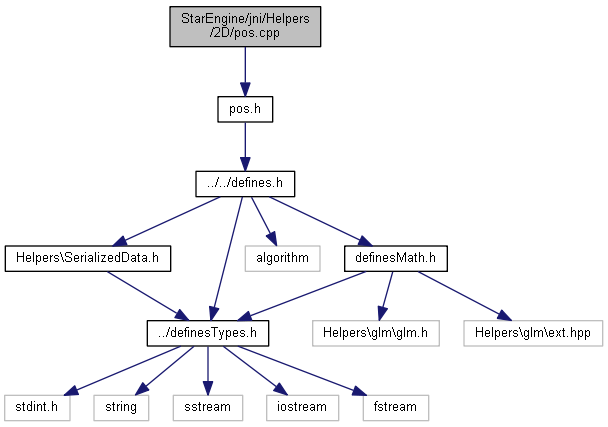 StarEngine/jni/Helpers
/2D/pos.cpp
pos.h
../../defines.h
Helpers\SerializedData.h
algorithm
definesMath.h
../definesTypes.h
Helpers\glm\glm.h
Helpers\glm\ext.hpp
stdint.h
string
sstream
iostream
fstream